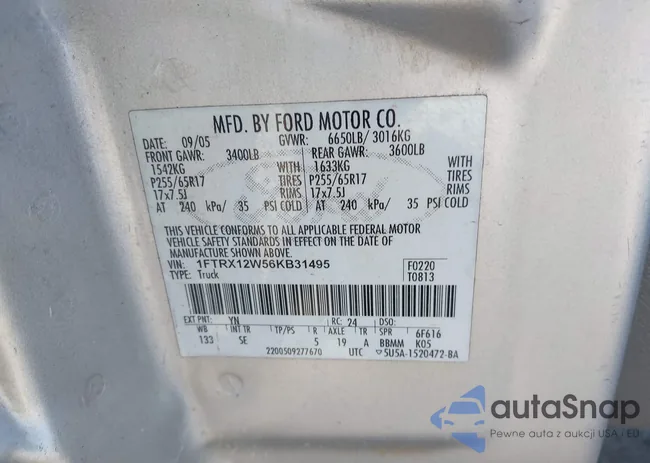 MFD. BY FORD MOTOR CO.
DATE: 09/05 GVWR: 6650LB/ 3016KG
FRONT GAWR: 3400LB REAR GAWR: 3600LB
1542KG WITH 1633KG WITH
P255/65R17 TIRES P255/65R17 TIRES
17x7.5J RIMS 17x7.5J RIMS
AT 240 kPa/ 35 PSI COLD AT 240 kPa/ 35 PSI COLD
THIS VEHICLE CONFORMS TO ALL APPLICABLE FEDERAL MOTOR
VEHICLE SAFETY STANDARDS IN EFFECT ON THE DATE OF
MANUFACTURE SHOWN ABOVE.
VIN: 1FTRX12W56KB31495 F0220
TYPE: Truck T0813
EXT PNT: YN RC: 24 DSO:
WB INT TR TP/PS R AXLE TR SPR 6F616
133 SE 5 19 A BBMM K05
2200509277670 UTC 5U5A-1520472-BA
Ford
autoSnap
Pewne auta z aukcji USA i EU